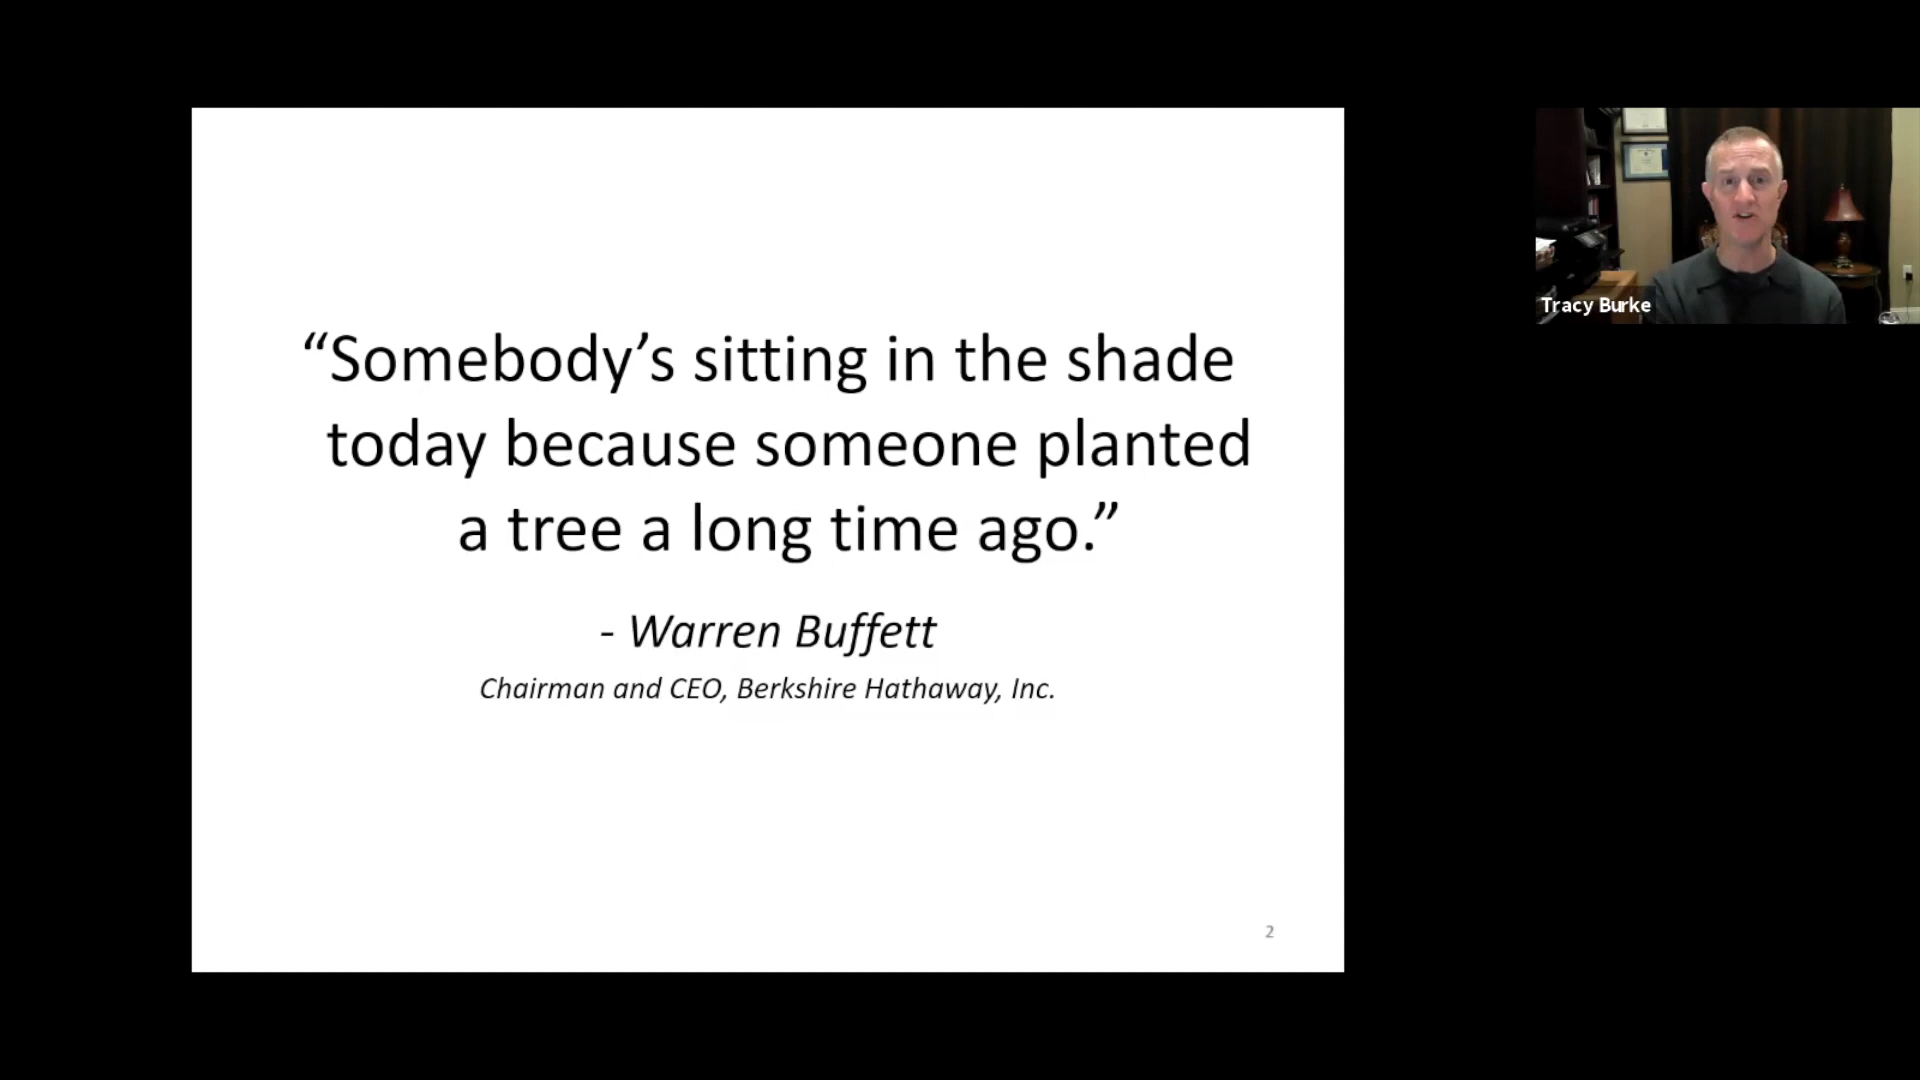 “Somebody’s sitting in the shade
today because someone planted
a tree a long time ago.”
- Warren Buffett
Chairman and CEO, Berkshire Hathaway, Inc.
2
Tracy Burke